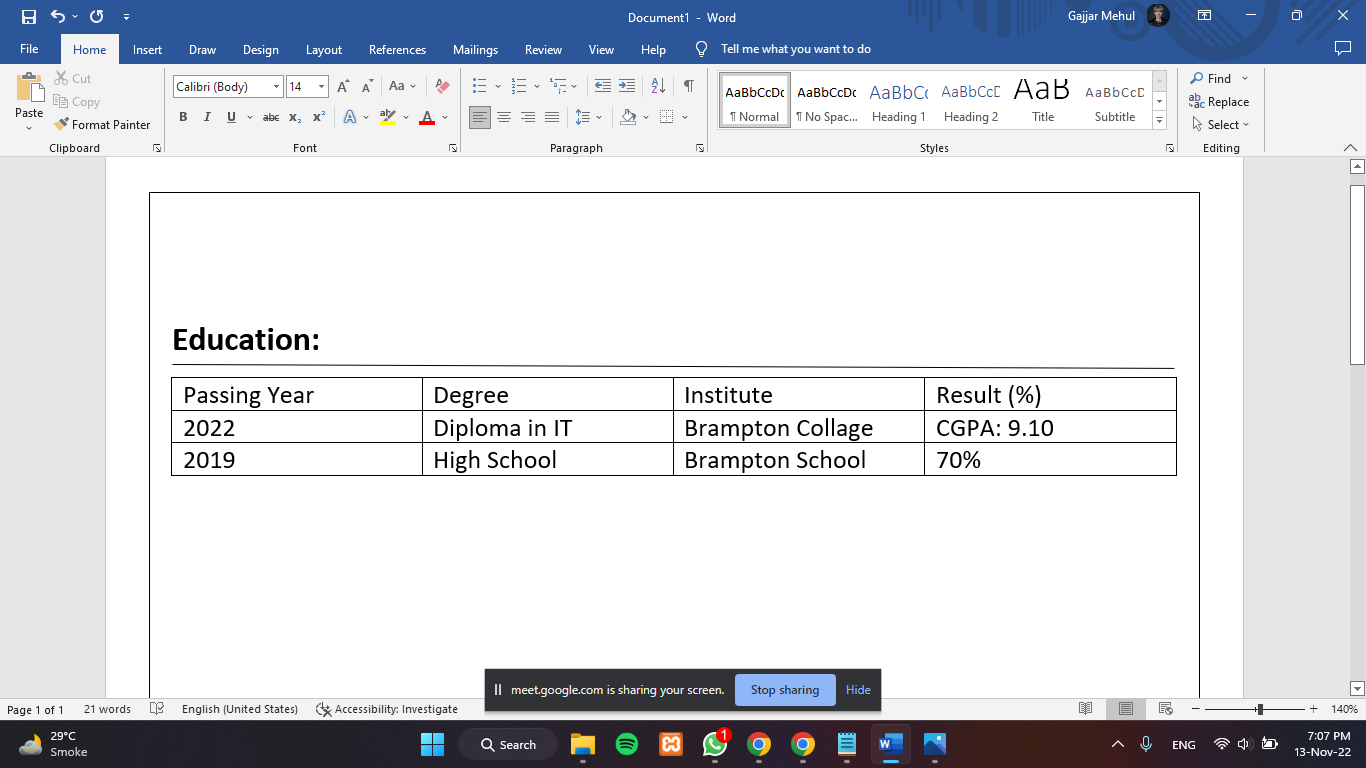 Document1 - Word
Gajjar Mehul
File Home Insert Draw Design Layout References Mailings Review View Help Tell me what you want to do
Paste
Cut
Copy
Format Painter
Clipboard
Calibri (Body) 14
Font
Paragraph
AaBbCcDc AaBbCcDc AaBbCc AaBbCcD AaB AaBbCcD
¶ Normal ¶ No Spac... Heading 1 Heading 2 Title Subtitle
Styles
Find
Replace
Select
Editing
Education:
Passing Year Degree Institute Result (%)
2022 Diploma in IT Brampton Collage CGPA: 9.10
2019 High School Brampton School 70%
meet.google.com is sharing your screen. Stop sharing Hide
Page 1 of 1 21 words English (United States) Accessibility: Investigate 140%
29°C
Smoke
Search
1
ENG
7:07 PM
13-Nov-22